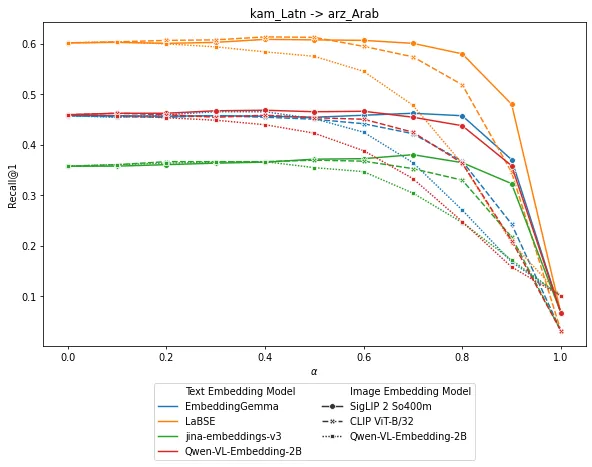 kam_Latn -> arz_Arab
Recall@1
0.6
0.5
0.4
0.3
0.2
0.1
0.0 0.2 0.4 0.6 0.8 1.0
α
Text Embedding Model Image Embedding Model
EmbeddingGemma SigLIP 2 So400m
LaBSE CLIP ViT-B/32
jina-embeddings-v3 Qwen-VL-Embedding-2B
Qwen-VL-Embedding-2B